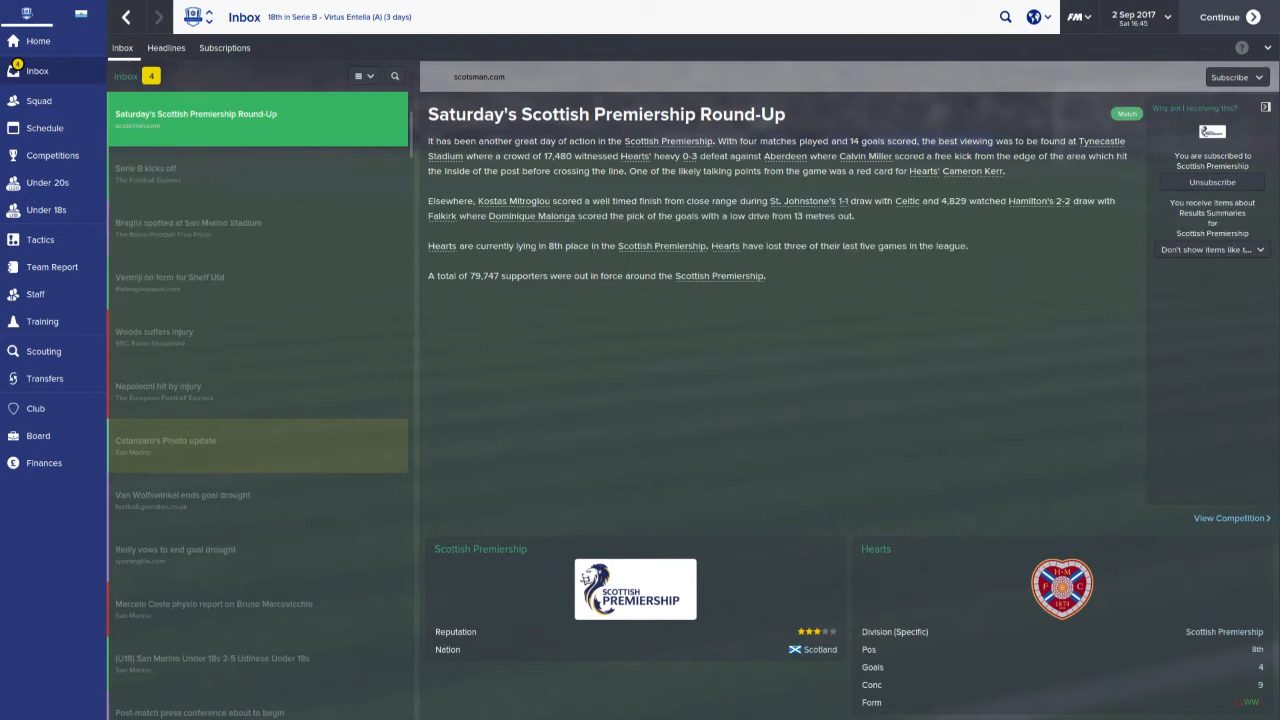 Inbox
18th in Serie B - Virtus Entella (A) (3 days)
FM
2 Sep 2017
Sat 16:45
Continue
Home
4
Inbox
Squad
Schedule
Competitions
Under 20s
Under 18s
Tactics
Team Report
Staff
Training
Scouting
Transfers
Club
Board
Finances
Inbox
Headlines
Subscriptions
Inbox
4
Saturday's Scottish Premiership Round-Up
scotsman.com
Serie B kicks off
The Football Express
Braglia spotted at San Marino Stadium
Vermijl on form for Sheff Utd
theleaguepaper.com
Woods suffers injury
BBC Radio Shropshire
Napoleoni hit by injury
The European Football Express
Catanzaro's Pinato update
San Marino
Van Wolfswinkel ends goal drought
football.guardian.co.uk
Reilly vows to end goal drought
sportinglife.com
Marcelo Costa physio report on Bruno Marcovicchio
San Marino
(U18) San Marino Under 18s 2-5 Udinese Under 18s
San Marino
Post-match press conference about to begin
scotsman.com
Subscribe
Saturday's Scottish Premiership Round-Up
Match
It has been another great day of action in the Scottish Premiership. With four matches played and 14 goals scored, the best viewing was to be found at Tynecastle
Stadium where a crowd of 17,480 witnessed Hearts' heavy 0-3 defeat against Aberdeen where Calvin Miller scored a free kick from the edge of the area which hit
the inside of the post before crossing the line. One of the likely talking points from the game was a red card for Hearts' Cameron Kerr.
Elsewhere, Kostas Mitroglou scored a well timed finish from close range during St. Johnstone's 1-1 draw with Celtic and 4,829 watched Hamilton's 2-2 draw with
Falkirk where Dominique Malonga scored the pick of the goals with a low drive from 13 metres out.
Hearts are currently lying in 8th place in the Scottish Premiership. Hearts have lost three of their last five games in the league.
A total of 79,747 supporters were out in force around the Scottish Premiership.
Why am I receiving this?
You are subscribed to
Scottish Premiership
Unsubscribe
You receive items about
Results Summaries
for
Scottish Premiership
Don't show items like t...
View Competition
Scottish Premiership
SCOTTISH
PREMIERSHIP
Reputation
Nation
Scotland
Hearts
H M
F C
1874
Division (Specific)
Scottish Premiership
Pos
8th
Goals
4
Conc
9
Form
WW